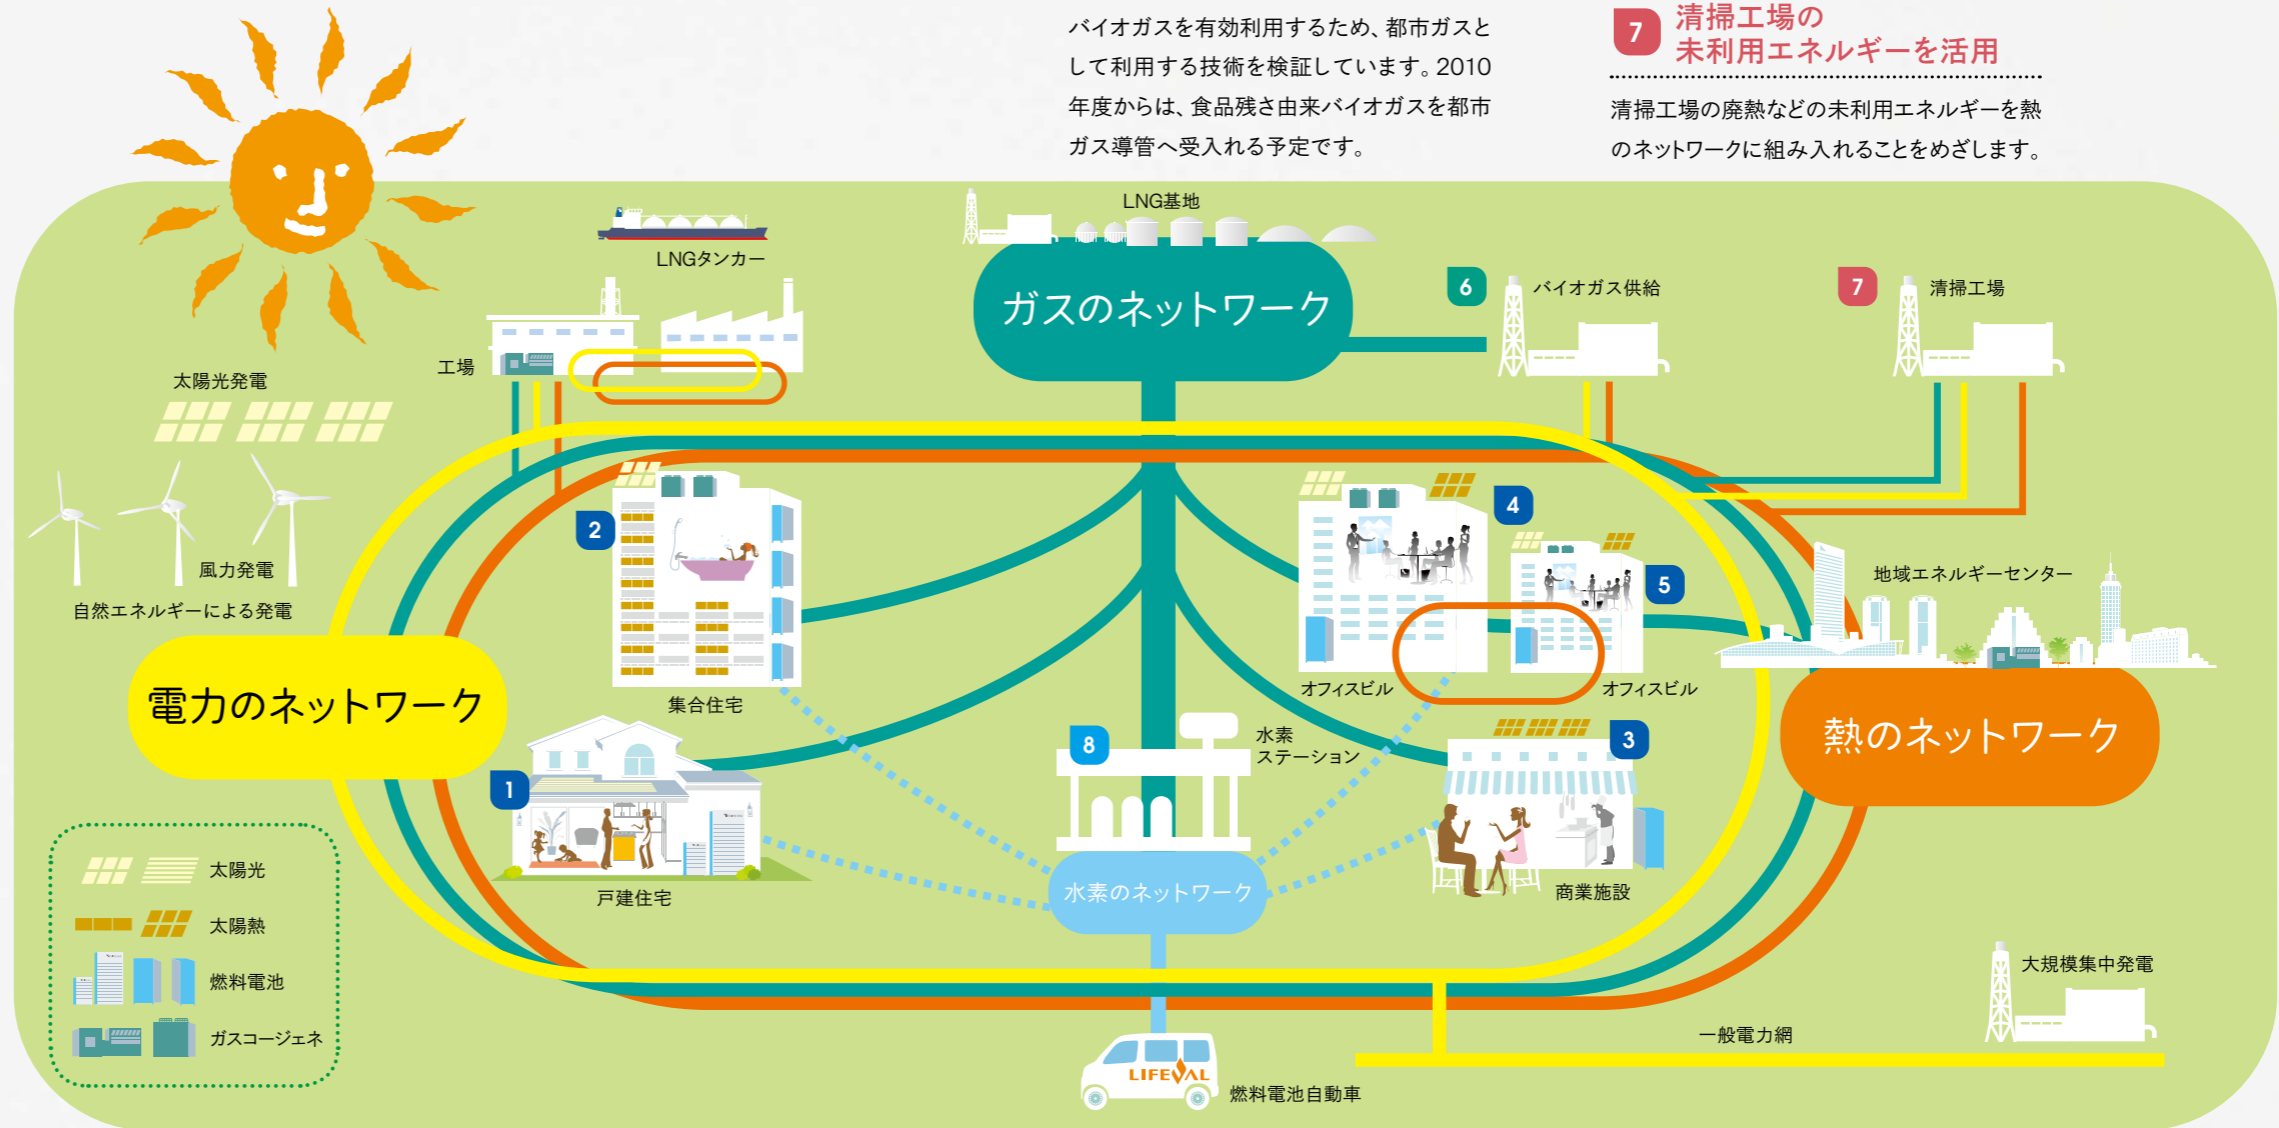 バイオガスを有効利用するため、都市ガスと
して利用する技術を検証しています。2010
年度からは、食品残さ由来バイオガスを都市
ガス導管へ受入れる予定です。
7
清掃工場の
未利用エネルギーを活用
清掃工場の廃熱などの未利用エネルギーを熱
のネットワークに組み入れることをめざします。
LNG基地
LNGタンカー
ガスのネットワーク
6
バイオガス供給
7
清掃工場
工場
太陽光発電
風力発電
自然エネルギーによる発電
2
4
5
地域エネルギーセンター
電力のネットワーク
集合住宅
オフィスビル
オフィスビル
熱のネットワーク
8
水素
ステーション
3
1
戸建住宅
水素のネットワーク
商業施設
太陽光
太陽熱
燃料電池
ガスコージェネ
大規模集中発電
一般電力網
LIFEVAL
燃料電池自動車